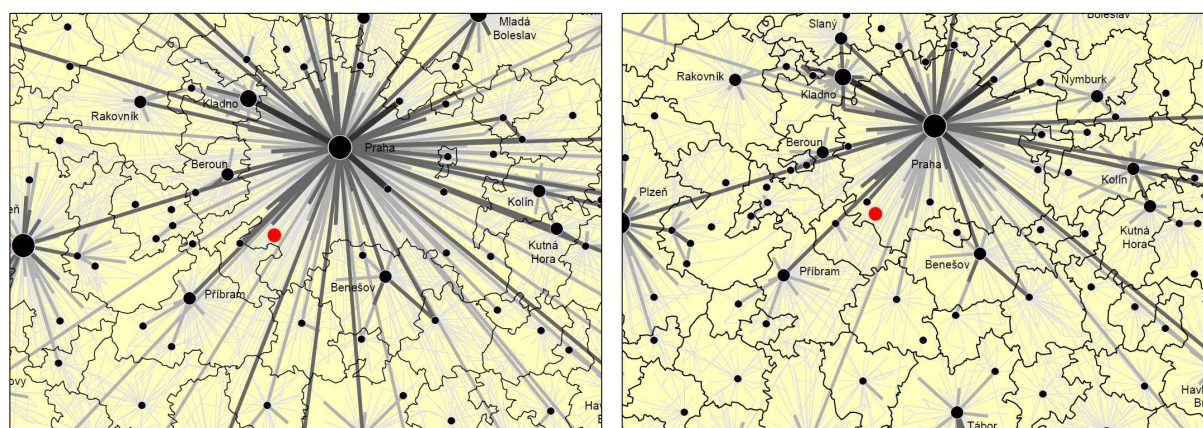 Mladá
Boleslav
Rakovník
Kladno
Praha
Beroun
Kolín
Kutná
Hora
Příbram
Benešov
Boleslav
Slaný
Rakovník
Kladno
Nymburk
Beroun
Praha
Kolín
Plzeň
Kutná
Hora
Benešov
Příbram
Tábor